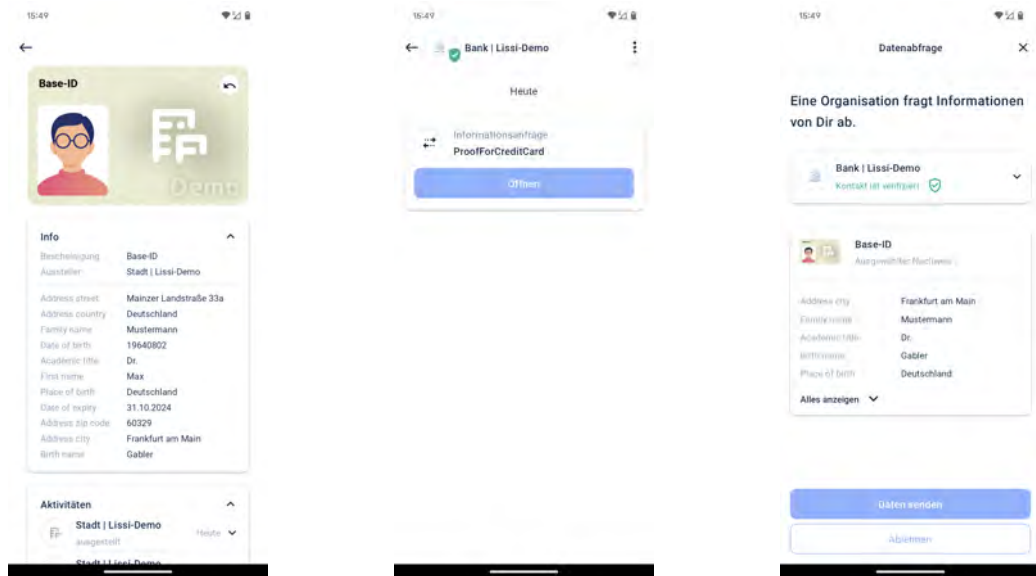 15:49
Base-ID
Demo
Info
Bescheinigung Base-ID
Aussteller Stadt | Lissi-Demo
Address street Mainzer Landstraße 33a
Address country Deutschland
Family name Mustermann
Date of birth 19640802
Academic title Dr.
First name Max
Place of birth Deutschland
Date of expiry 31.10.2024
Address zip code 60329
Address city Frankfurt am Main
Birth name Gabler
Aktivitäten
Stadt | Lissi-Demo
ausgestellt
Heute
Stadt | Lissi-Demo
15:49
Bank | Lissi-Demo
Heute
Informationsanfrage
ProofForCreditCard
Öffnen
15:49
Datenabfrage
Eine Organisation fragt Informationen
von Dir ab.
Bank | Lissi-Demo
Kontakt ist verifiziert
Base-ID
Ausgewählter Nachweis
Address city Frankfurt am Main
Family name Mustermann
Academic title Dr.
Birth name Gabler
Place of birth Deutschland
Alles anzeigen
Daten senden
Ablehnen